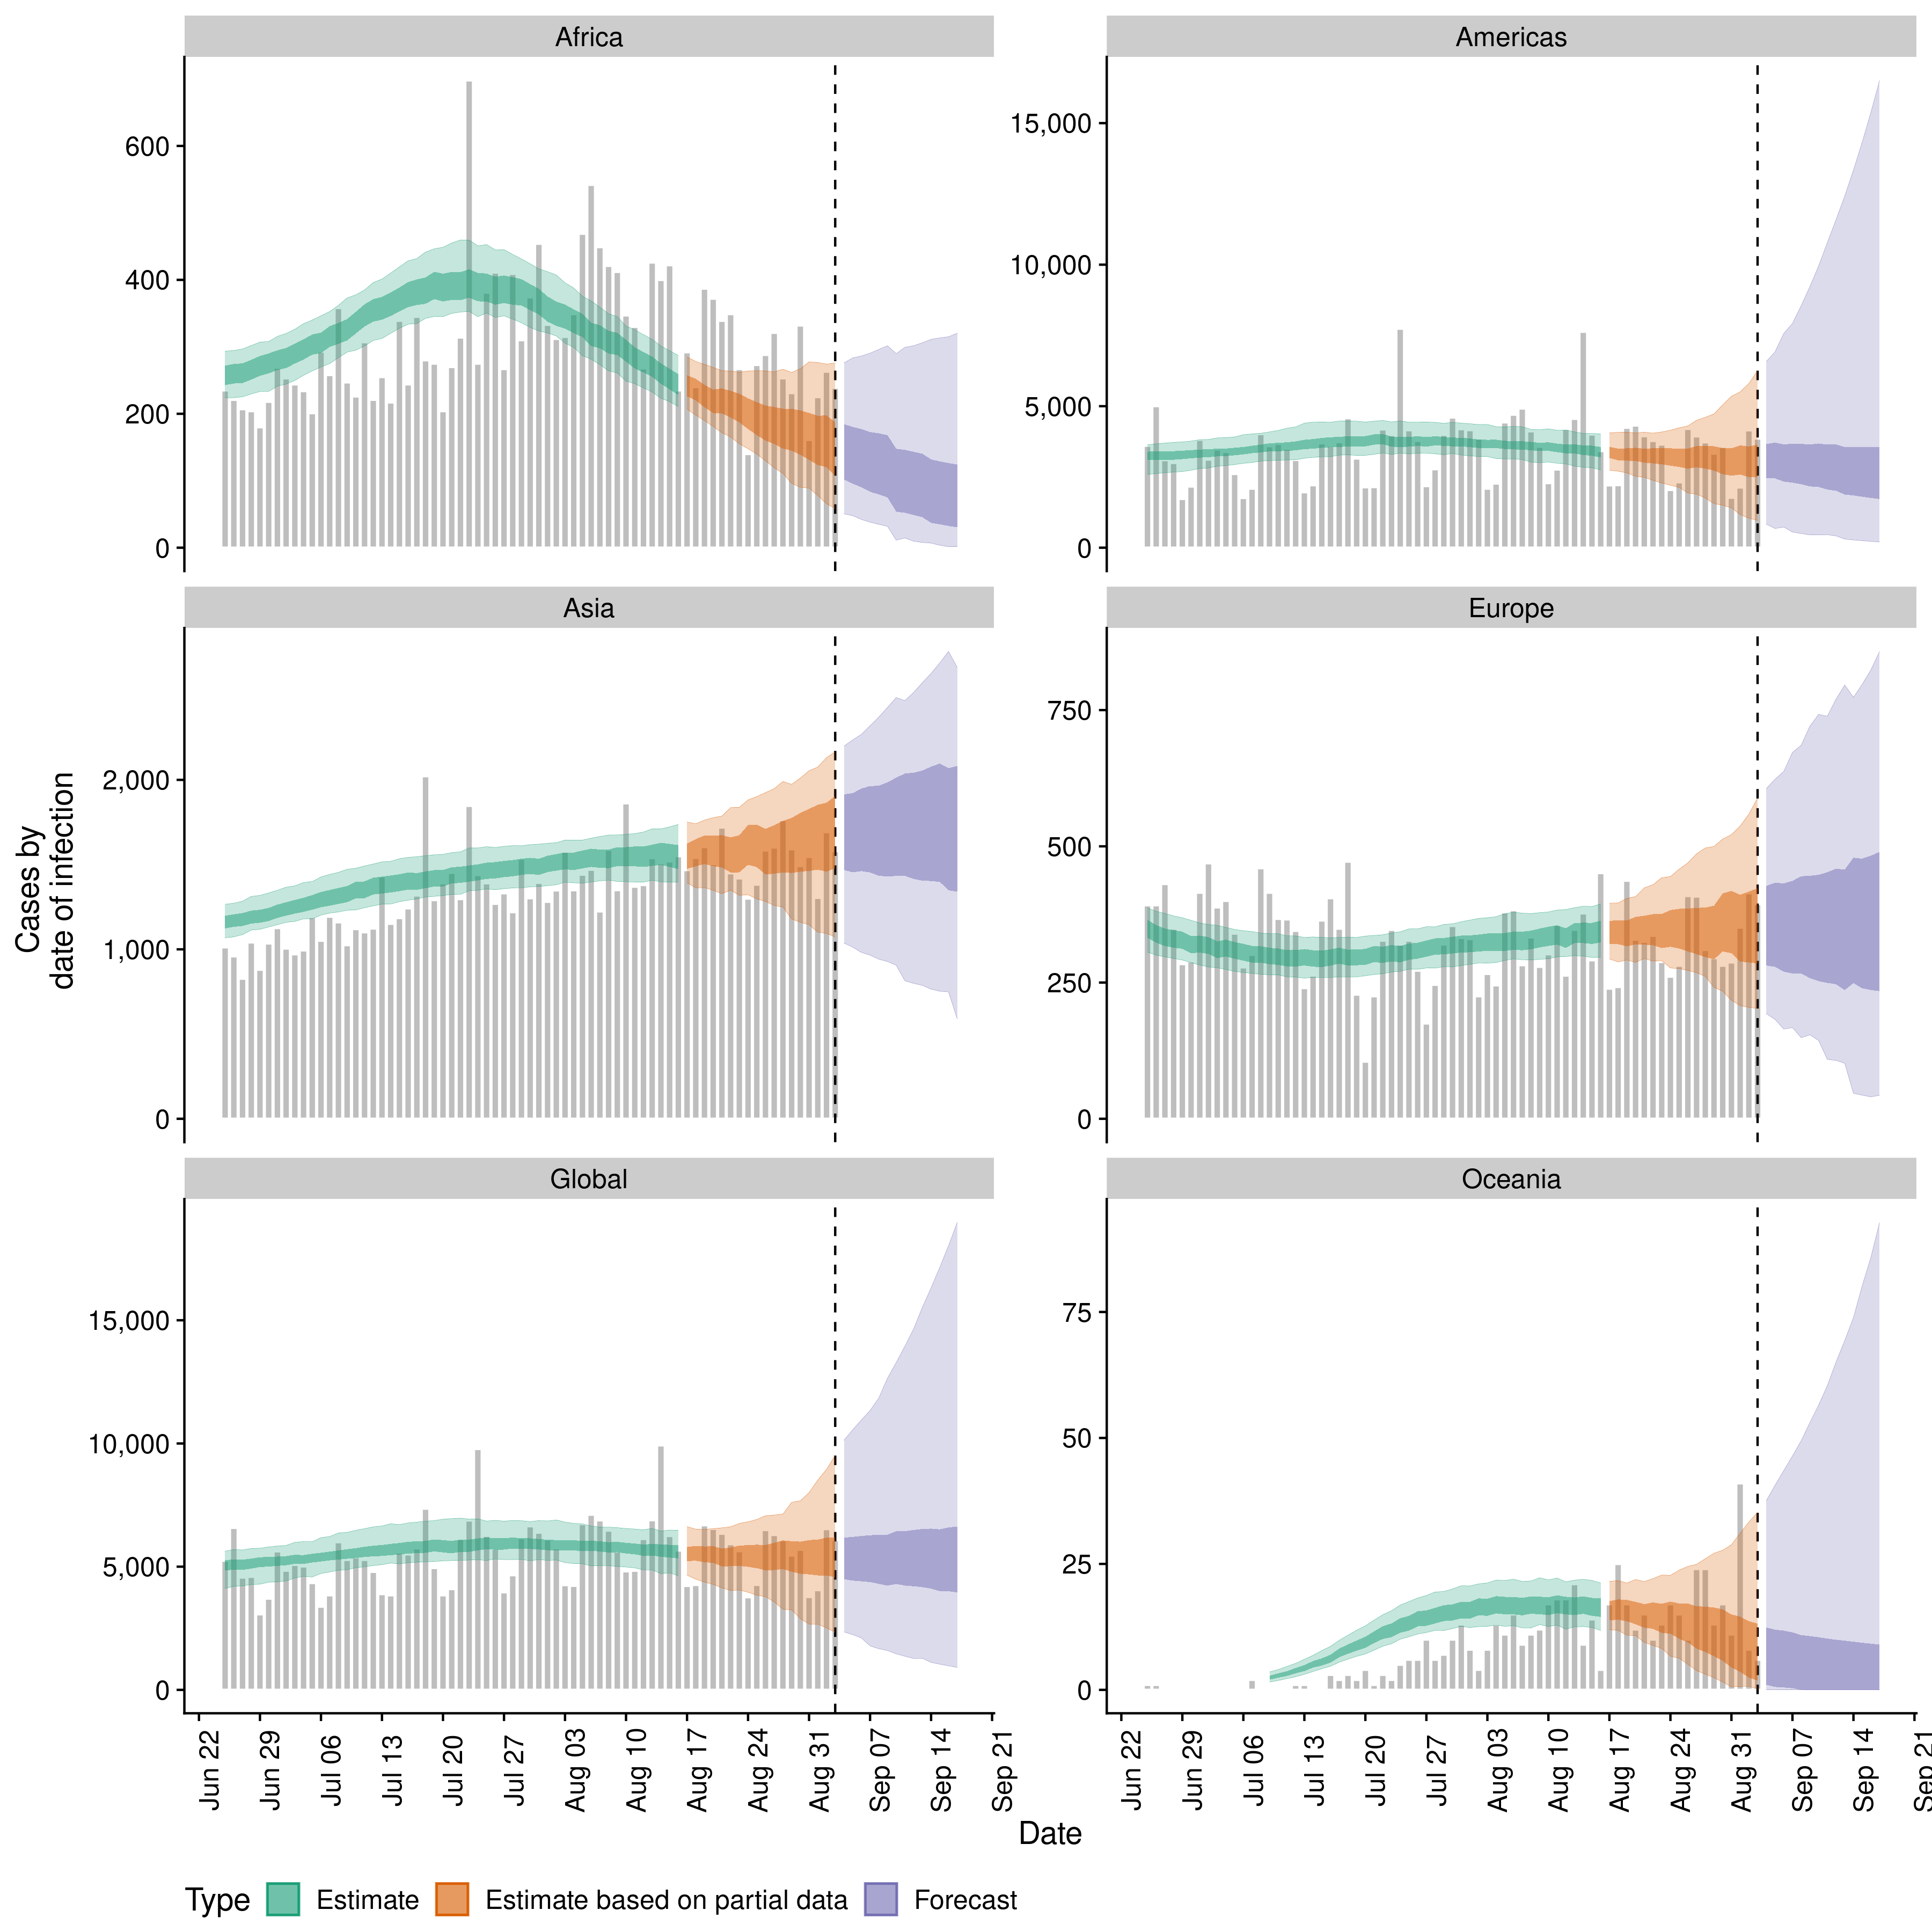 Africa
Americas
600
400
200
0
15,000
10,000
5,000
0
Asia
Europe
Cases by
date of infection
2,000
1,000
0
750
500
250
0
Global
Oceania
15,000
10,000
5,000
0
75
50
25
0
Jun 22 Jun 29 Jul 06 Jul 13 Jul 20 Jul 27 Aug 03 Aug 10 Aug 17 Aug 24 Aug 31 Sep 07 Sep 14 Sep 21
Jun 22 Jun 29 Jul 06 Jul 13 Jul 20 Jul 27 Aug 03 Aug 10 Aug 17 Aug 24 Aug 31 Sep 07 Sep 14 Sep 21
Date
Type Estimate Estimate based on partial data Forecast